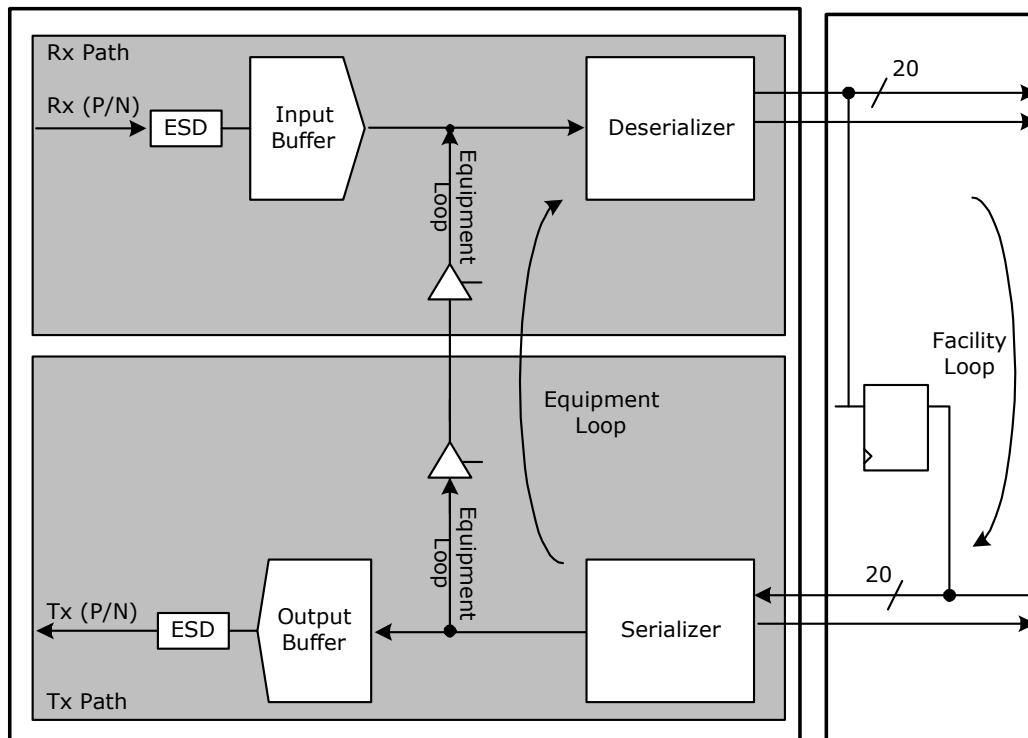 Rx Path
Rx (P/N)
ESD
Input
Buffer
Deserializer
20
Equipment
Loop
Facility
Loop
Equipment
Loop
Equipment
Loop
20
Tx (P/N)
ESD
Output
Buffer
Serializer
Tx Path